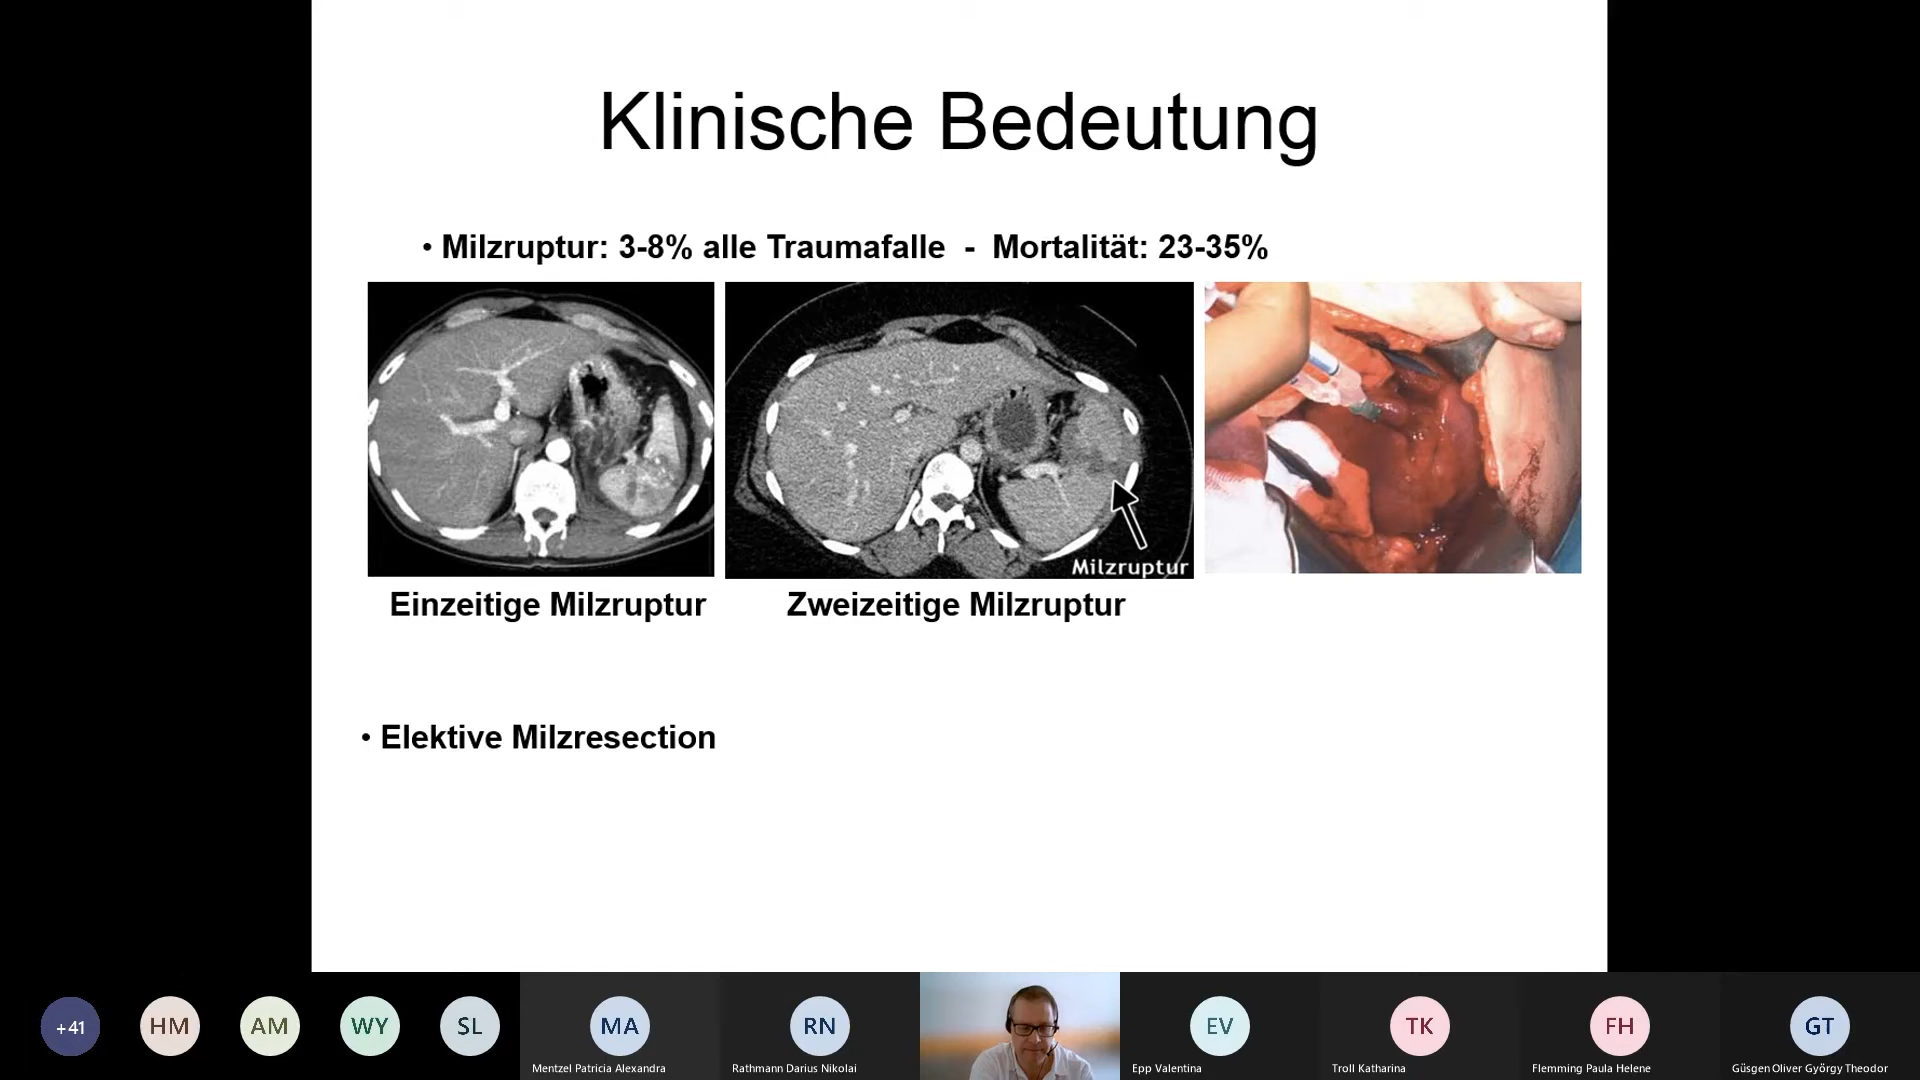 Klinische Bedeutung
• Milzruptur: 3-8% alle Traumafalle - Mortalität: 23-35%
Milzruptur
Einzeitige Milzruptur
Zweizeitige Milzruptur
• Elektive Milzresection
+41
HM
AM
WY
SL
MA
RN
EV
TK
FH
GT
Mentzel Patricia Alexandra
Rathmann Darius Nikolai
Epp Valentina
Troll Katharina
Flemming Paula Helene
Güsgen Oliver György Theodor